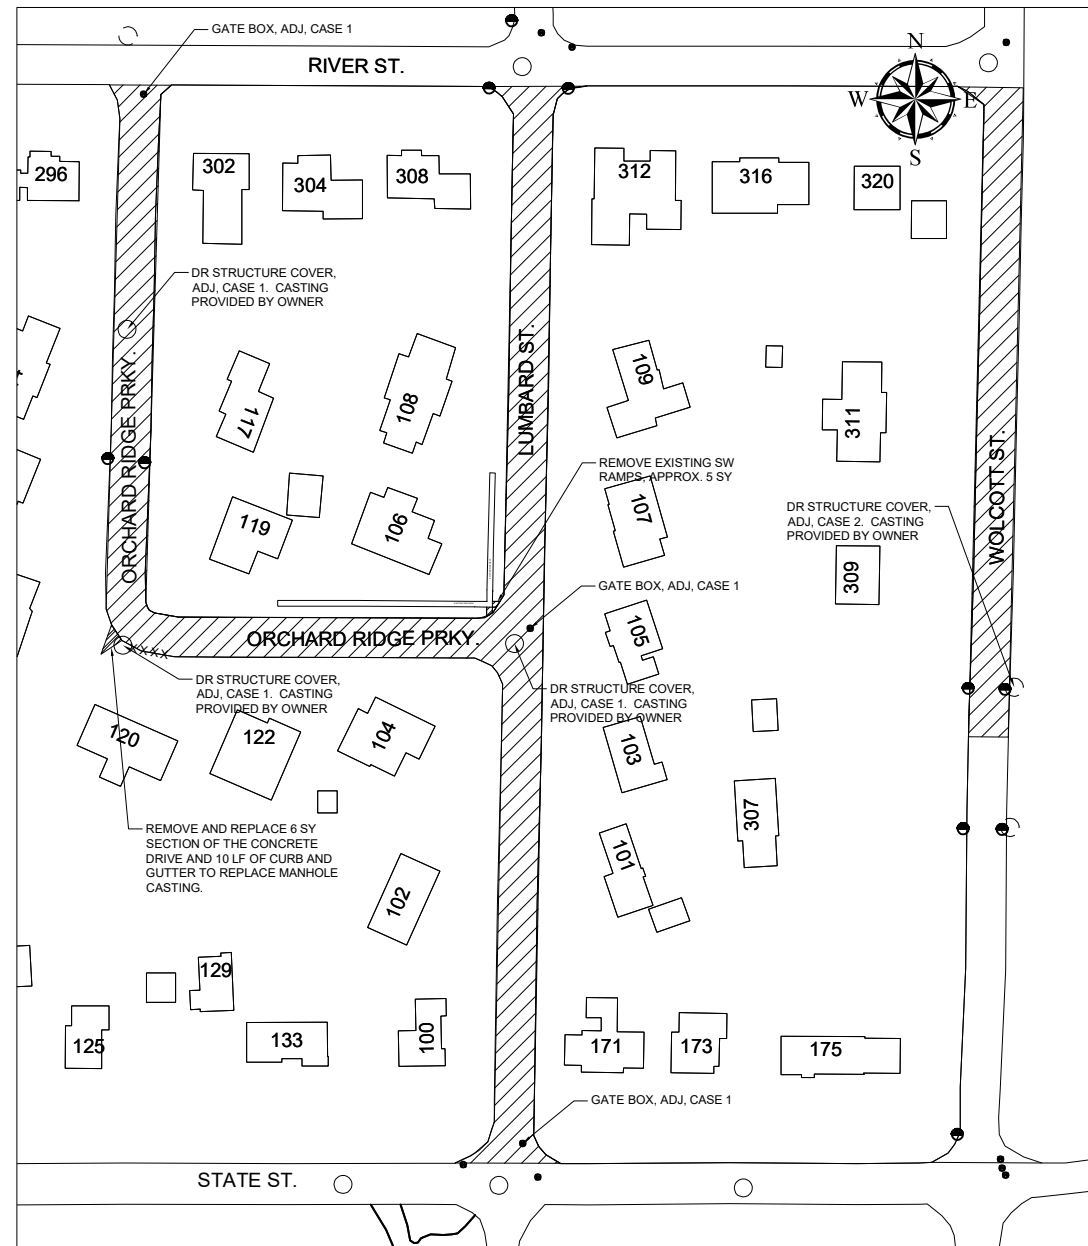 GATE BOX, ADJ, CASE 1
RIVER ST.
N
W
E
S
296
302
304
308
312
316
320
DR STRUCTURE COVER,
ADJ, CASE 1. CASTING
PROVIDED BY OWNER
ORCHARD RIDGE PRKY.
LUMBARD ST.
WOLCOTT ST.
117
108
109
311
REMOVE EXISTING SW
RAMPS, APPROX. 5 SY
119
106
107
DR STRUCTURE COVER,
ADJ, CASE 2. CASTING
PROVIDED BY OWNER
309
GATE BOX, ADJ, CASE 1
105
ORCHARD RIDGE PRKY.
DR STRUCTURE COVER,
ADJ, CASE 1. CASTING
PROVIDED BY OWNER
DR STRUCTURE COVER,
ADJ, CASE 1. CASTING
PROVIDED BY OWNER
120
122
104
103
307
REMOVE AND REPLACE 6 SY
SECTION OF THE CONCRETE
DRIVE AND 10 LF OF CURB AND
GUTTER TO REPLACE MANHOLE
CASTING.
101
102
129
125
133
100
171
173
175
GATE BOX, ADJ, CASE 1
STATE ST.